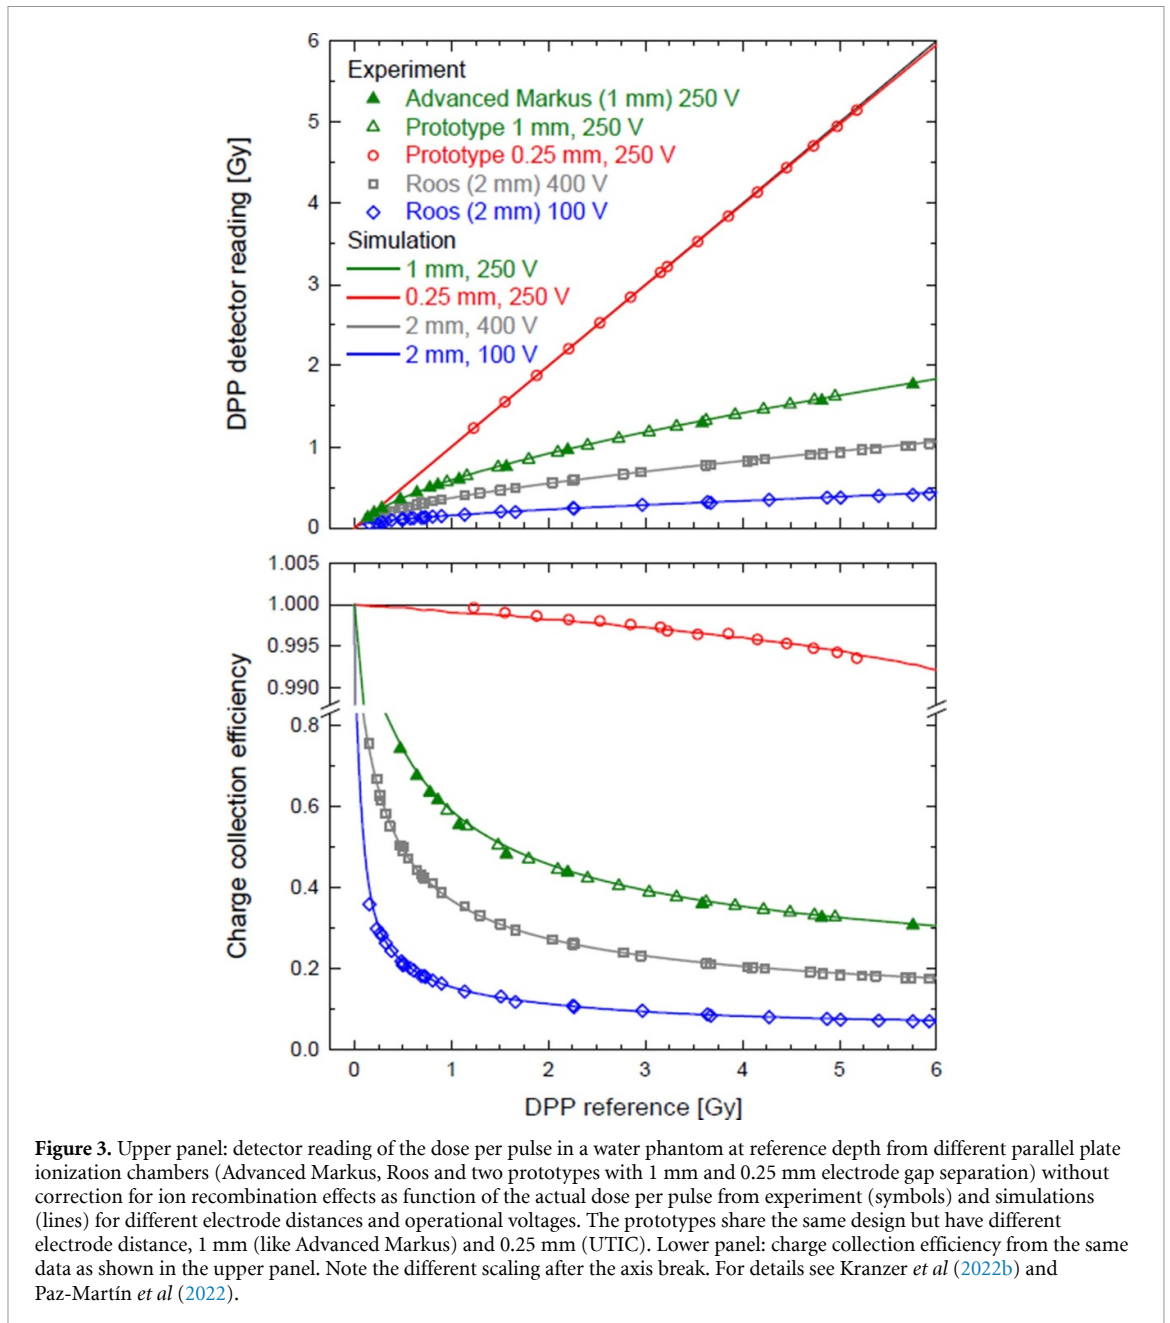 6
5
4
3
2
1
0
DPP detector reading [Gy]
Experiment
Advanced Markus (1 mm) 250 V
Prototype 1 mm, 250 V
Prototype 0.25 mm, 250 V
Roos (2 mm) 400 V
Roos (2 mm) 100 V
Simulation
1 mm, 250 V
0.25 mm, 250 V
2 mm, 400 V
2 mm, 100 V
1.005
1.000
0.995
0.990
0.8
0.6
0.4
0.2
0.0
Charge collection efficiency
0 1 2 3 4 5 6
DPP reference [Gy]
Figure 3. Upper panel: detector reading of the dose per pulse in a water phantom at reference depth from different parallel plate
ionization chambers (Advanced Markus, Roos and two prototypes with 1 mm and 0.25 mm electrode gap separation) without
correction for ion recombination effects as function of the actual dose per pulse from experiment (symbols) and simulations
(lines) for different electrode distances and operational voltages. The prototypes share the same design but have different
electrode distance, 1 mm (like Advanced Markus) and 0.25 mm (UTIC). Lower panel: charge collection efficiency from the same
data as shown in the upper panel. Note the different scaling after the axis break. For details see Kranzer et al (2022b) and
Paz-Martín et al (2022).